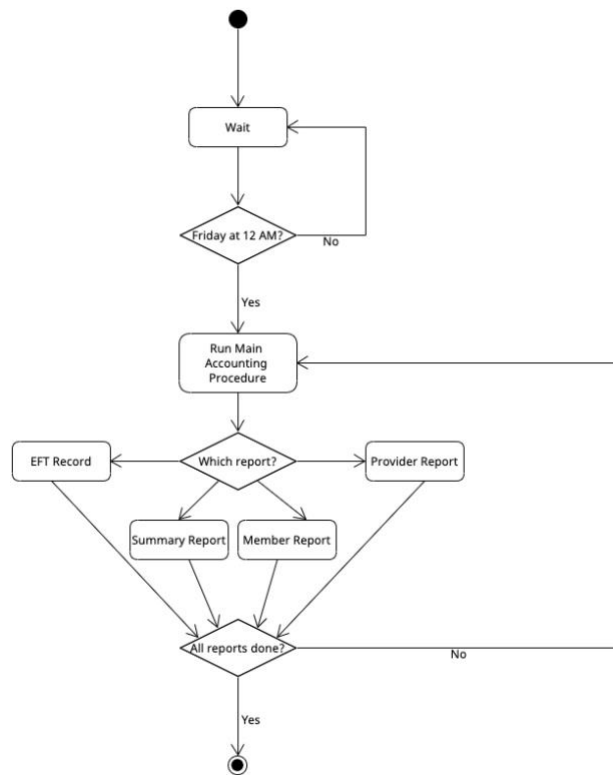 Wait
Friday at 12 AM?
No
Yes
Run Main
Accounting
Procedure
EFT Record
Which report?
Provider Report
Summary Report
Member Report
All reports done?
No
Yes